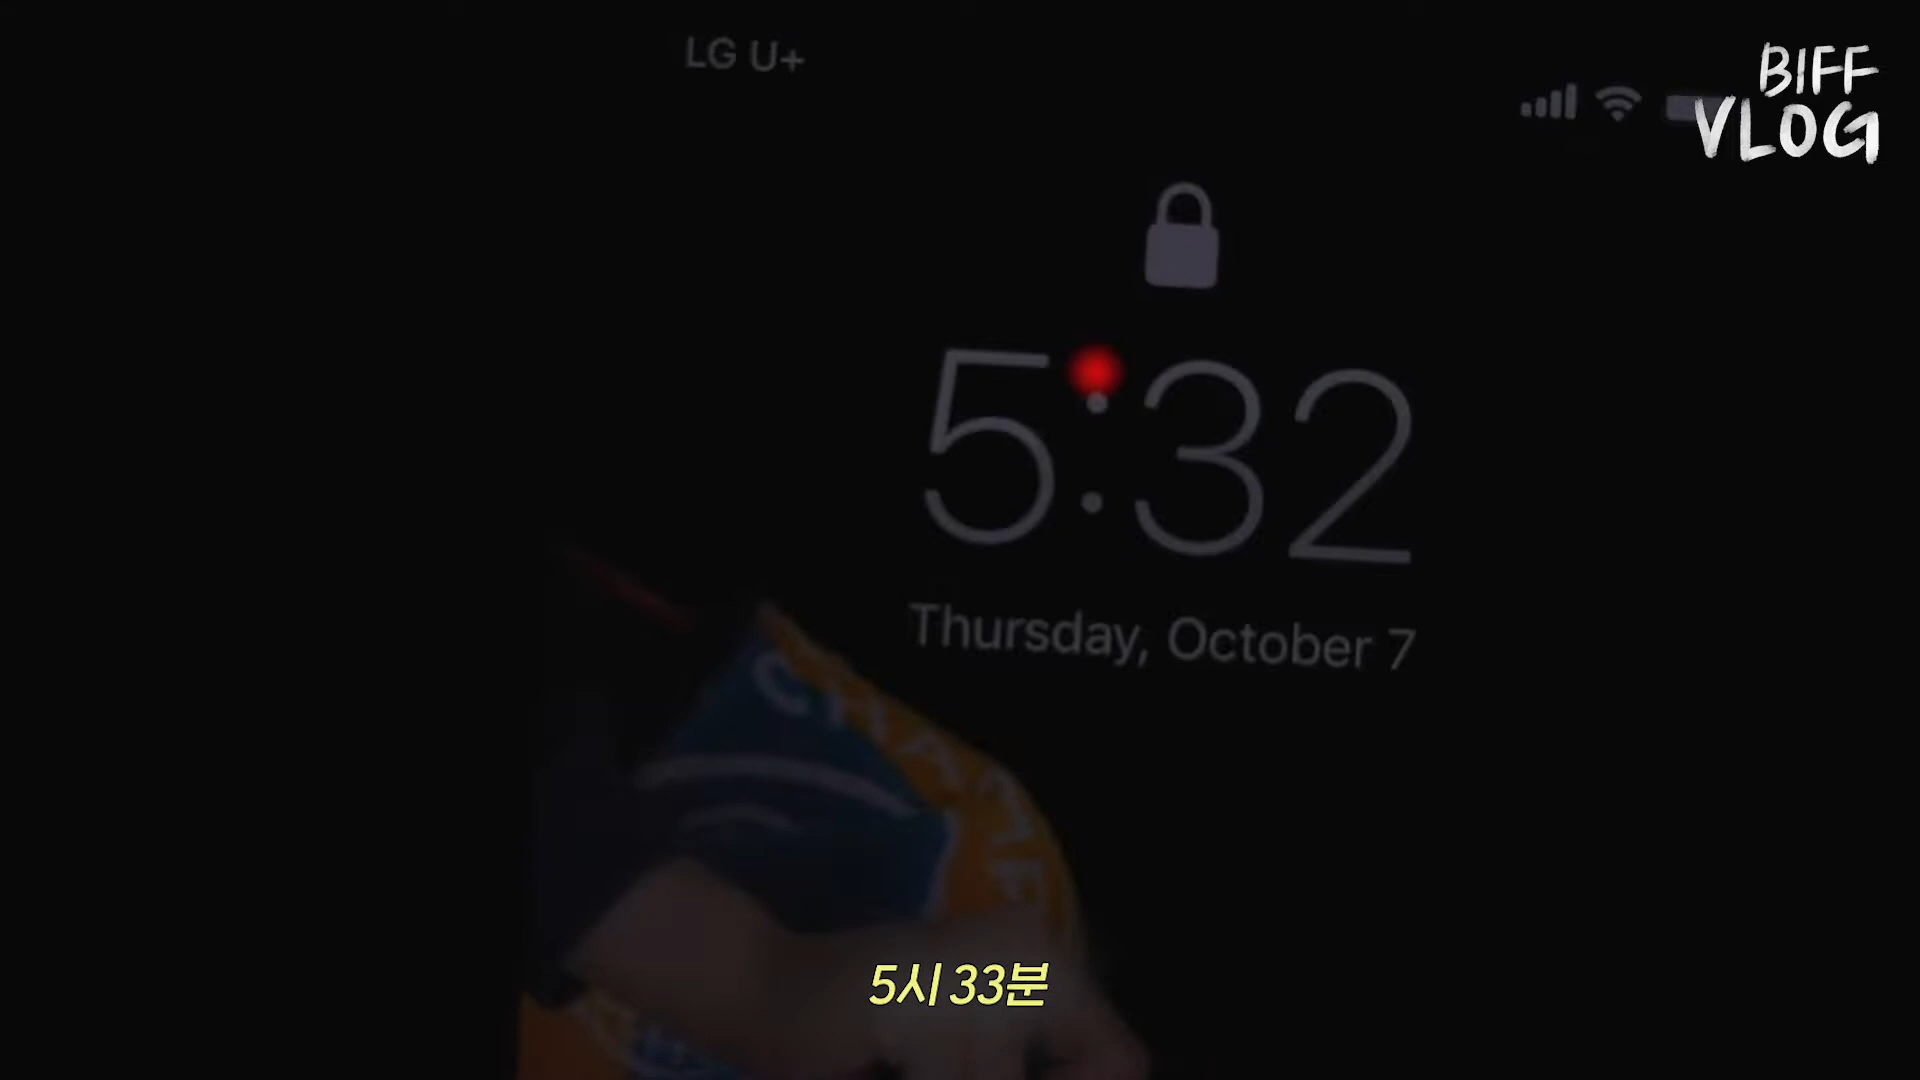 LG U+
BIFF
VLOG
5:32
Thursday, October 7
5시 33분